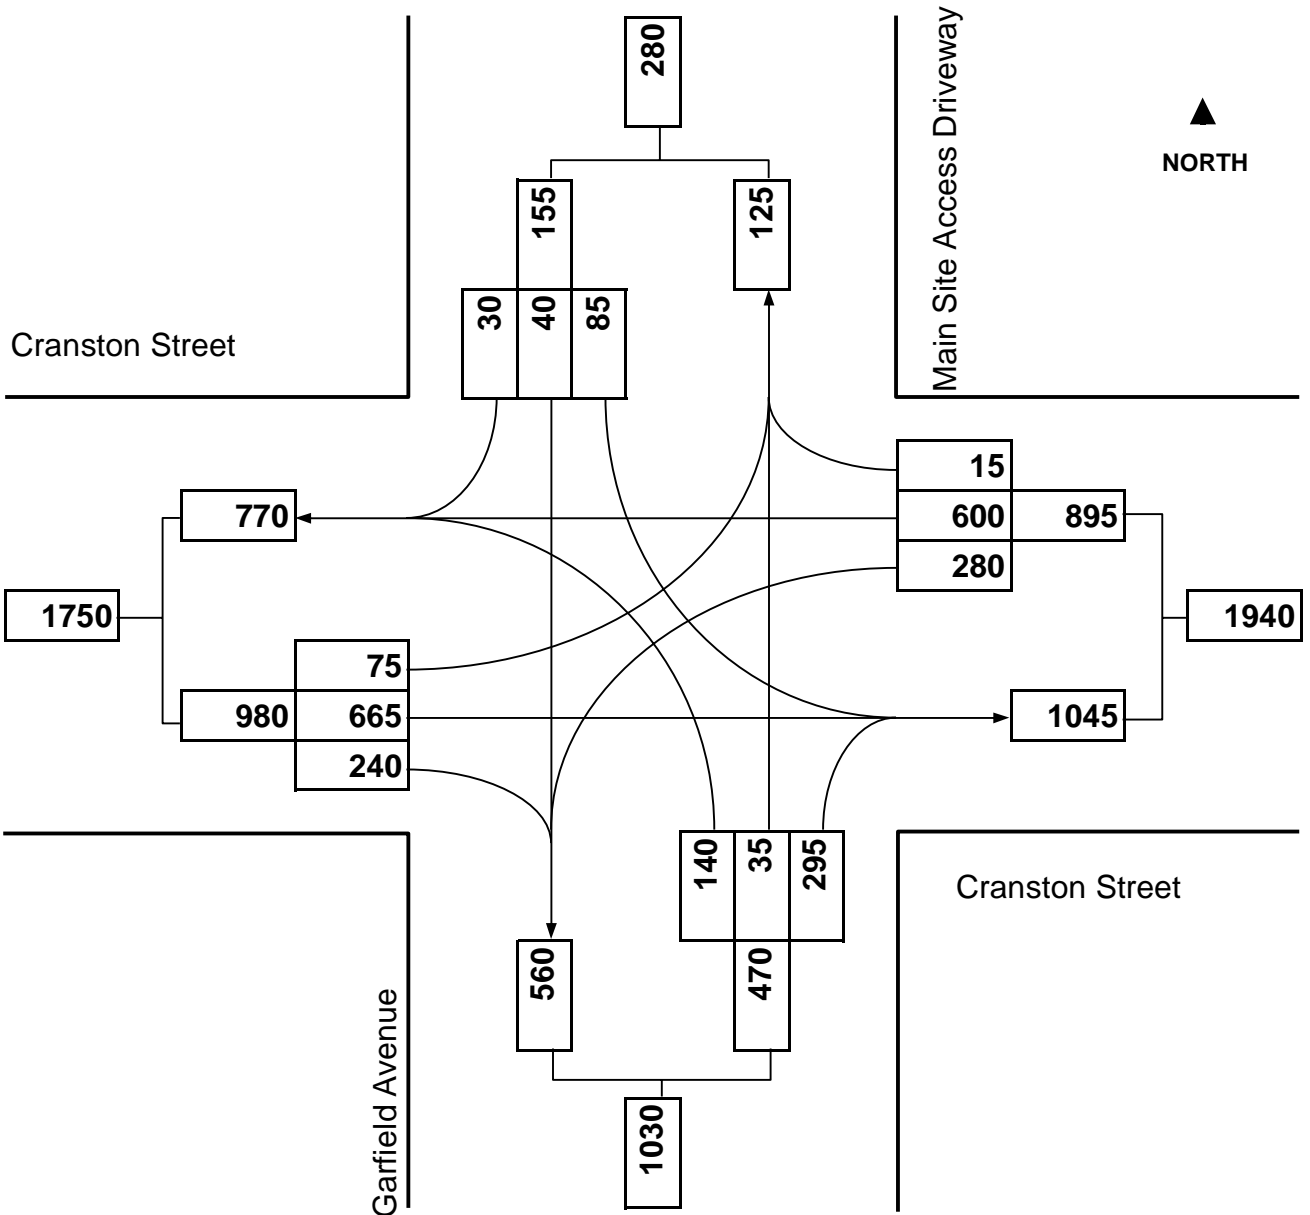 280
Main Site Access Driveway
NORTH
155
125
30 40 85
Cranston Street
15
770
600 895
280
1750
1940
75
980 665
1045
240
140 35 295
Cranston Street
560
470
Garfield Avenue
1030